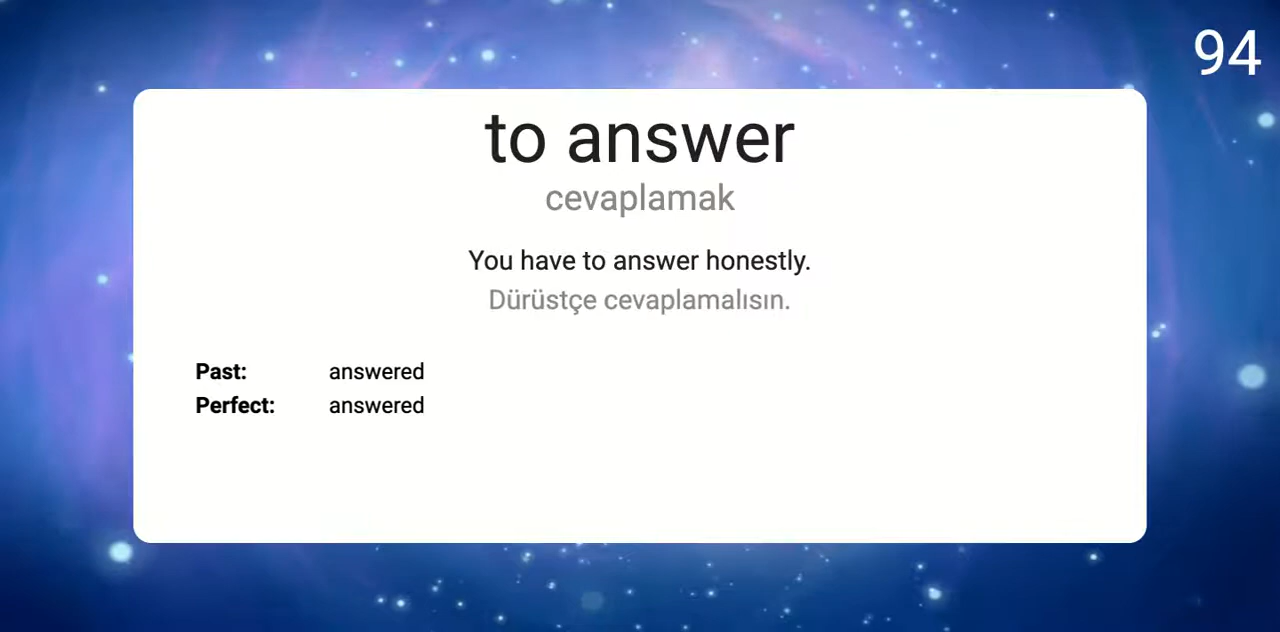 94
to answer
cevaplamak
You have to answer honestly.
Dürüstçe cevaplamalısın.
Past: answered
Perfect: answered